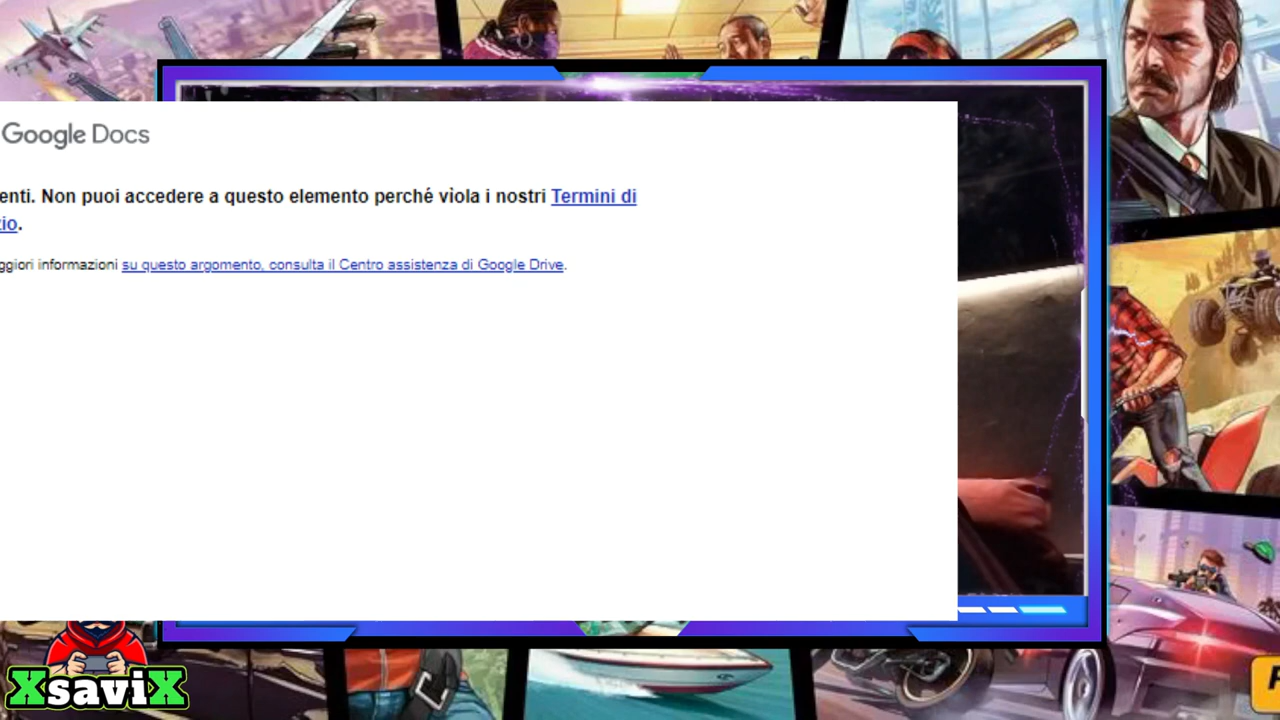 Google Docs
enti. Non puoi accedere a questo elemento perché vìola i nostri Termini di
io.
ggiori informazioni su questo argomento, consulta il Centro assistenza di Google Drive.
XsaviX